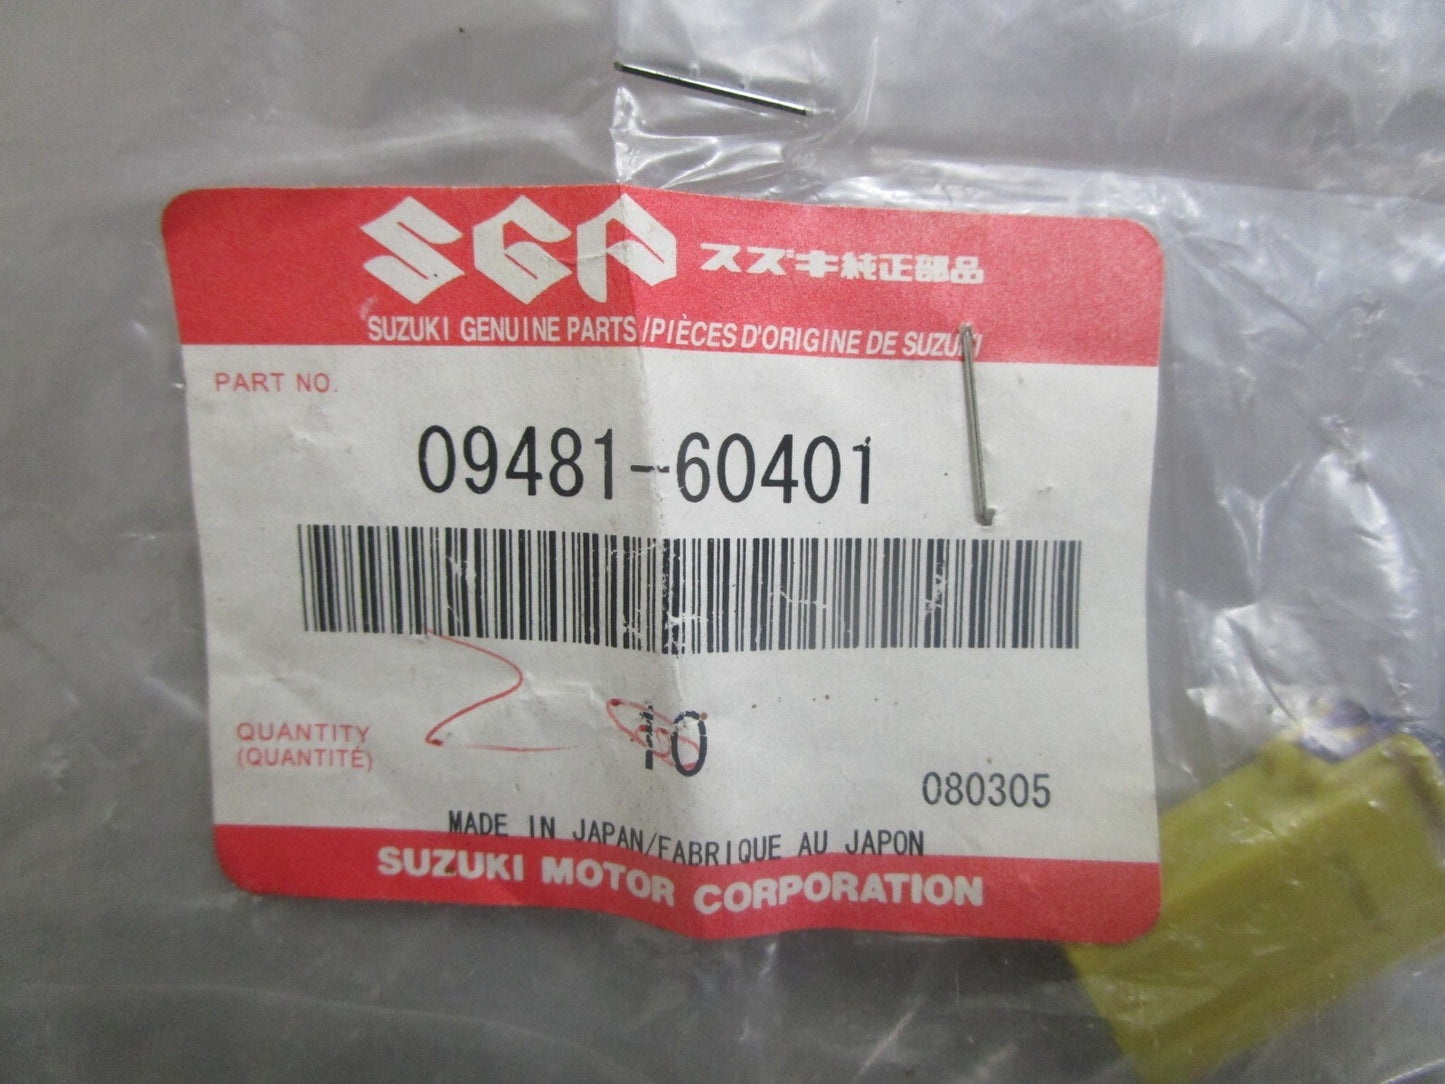 SGP スズキ純正部品
SUZUKI GENUINE PARTS/PIÈCES D'ORIGINE DE SUZUKI
PART NO.
09481-60401
2
QUANTITY
(QUANTITÉ)
10
080305
MADE IN JAPAN/FABRIQUE AU JAPON
SUZUKI MOTOR CORPORATION